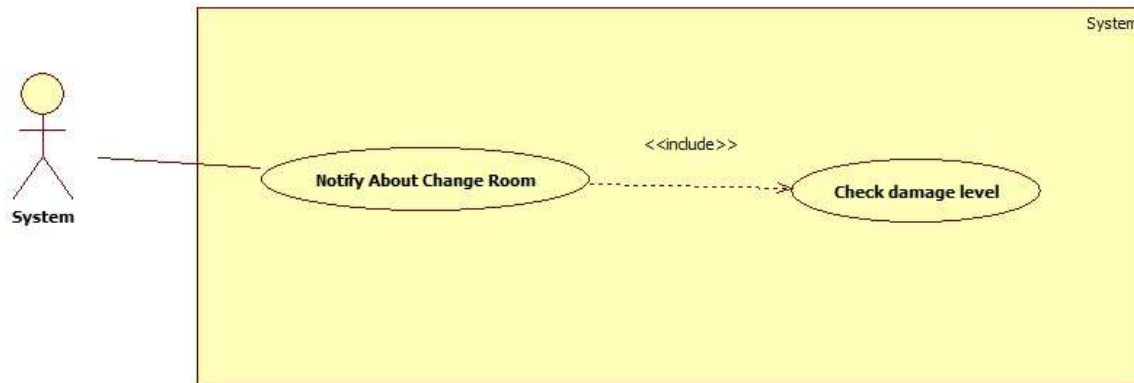 System
<<include>>
Notify About Change Room
Check damage level
System